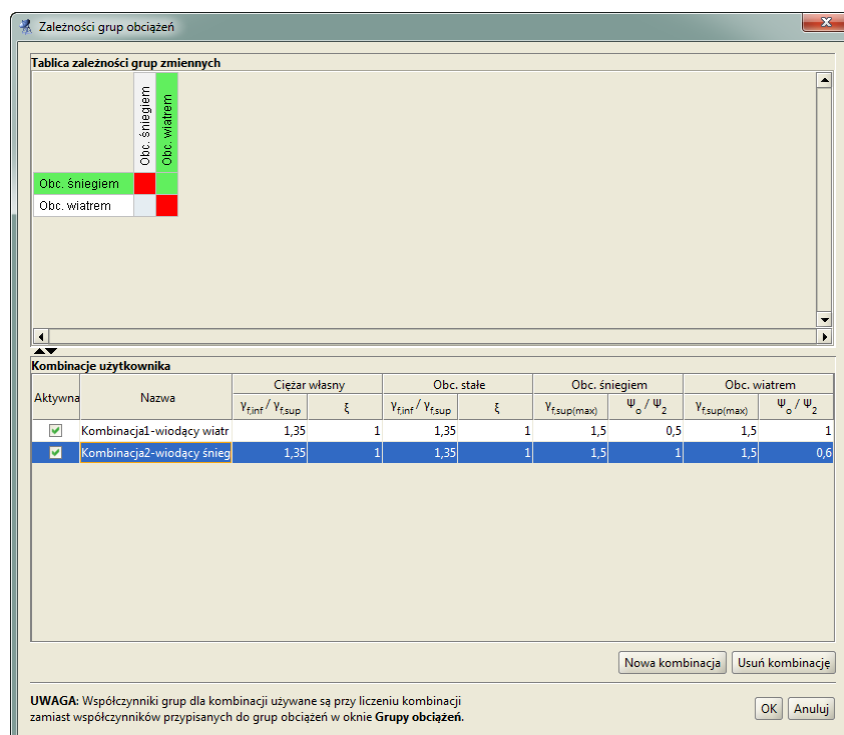 Zależności grup obciążeń
Tablica zależności grup zmiennych
Obc. śniegiem
Obc. wiatrem
Obc. śniegiem
Obc. wiatrem
Kombinacje użytkownika
Aktywna Nazwa Ciężar własny Obc. stałe Obc. śniegiem Obc. wiatrem
γf,inf / γf,sup ξ γf,inf / γf,sup ξ γf,sup(max) Ψo / Ψ2 γf,sup(max) Ψo / Ψ2
Kombinacja1-wiodący wiatr 1,35 1 1,35 1 1,5 0,5 1,5 1
Kombinacja2-wiodący śnieg 1,35 1 1,35 1 1,5 1 1,5 0,6
Nowa kombinacja Usuń kombinację
UWAGA: Współczynniki grup dla kombinacji używane są przy liczeniu kombinacji
zamiast współczynników przypisanych do grup obciążeń w oknie Grupy obciążeń.
OK Anuluj